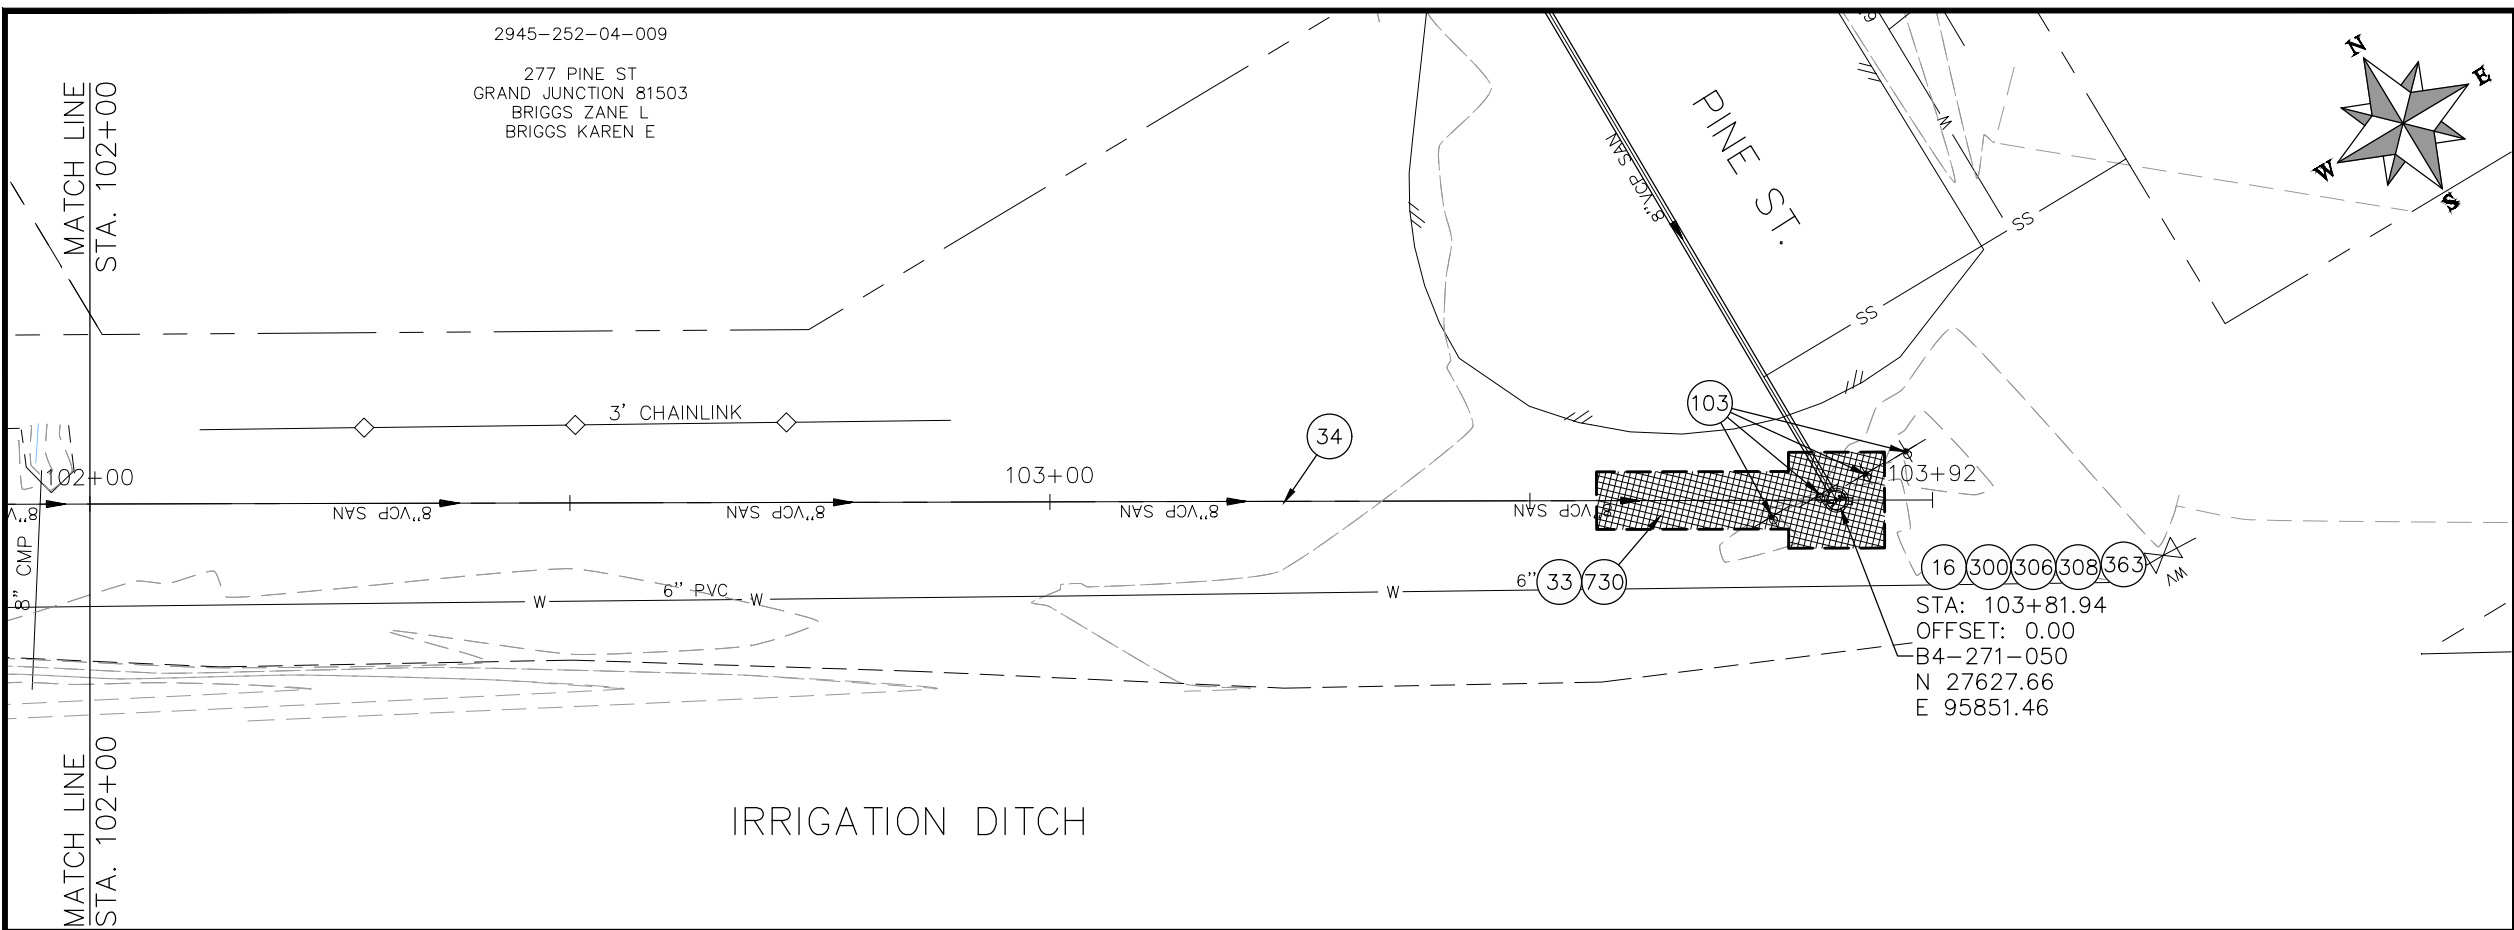 2945-252-04-009
277 PINE ST
GRAND JUNCTION 81503
BRIGGS ZANE L
BRIGGS KAREN E
MATCH LINE
STA. 102+00
PINE ST.
8"VCP SAN
W
N
E
W
S
SS
SS
3' CHAINLINK
34
103
102+00
103+00
103+92
8"VCP SAN
8"VCP SAN
8"VCP SAN
8"VCP SAN
8"V
8" CMP
6" PVC
W
W
W
6"
33
730
16
300
306
308
363
WV
STA: 103+81.94
OFFSET: 0.00
B4-271-050
N 27627.66
E 95851.46
MATCH LINE
STA. 102+00
IRRIGATION DITCH